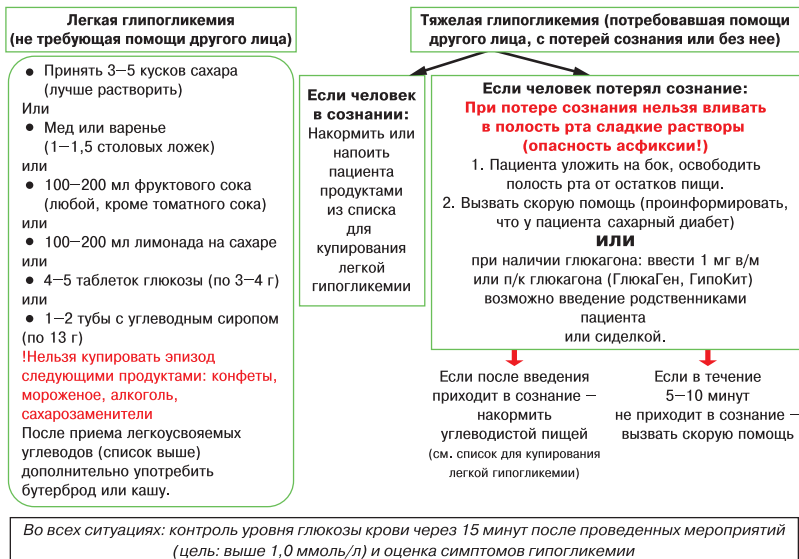 Легкая глипогликемия
(не требующая помощи другого лица)
• Принять 3–5 кусков сахара
(лучше растворить)
Или
• Мед или варенье
(1–1,5 столовых ложек)
или
• 100–200 мл фруктового сока
(любой, кроме томатного сока)
или
• 100–200 мл лимонада на сахаре
или
• 4–5 таблеток глюкозы (по 3–4 г)
или
• 1–2 тубы с углеводным сиропом
(по 13 г)
!Нельзя купировать эпизод
следующими продуктами: конфеты,
мороженое, алкоголь,
сахарозаменители
После приема легкоусвояемых
углеводов (список выше)
дополнительно употребить
бутерброд или кашу.
Тяжелая глипогликемия (потребовавшая помощи
другого лица, с потерей сознания или без нее)
Если человек
в сознании:
Накормить или
напоить
пациента
продуктами
из списка
для
купирования
легкой
гипогликемии
Если человек потерял сознание:
При потере сознания нельзя вливать
в полость рта сладкие растворы
(опасность асфиксии!)
1. Пациента уложить на бок, освободить
полость рта от остатков пищи.
2. Вызвать скорую помощь (проинформировать,
что у пациента сахарный диабет)
ИЛИ
при наличии глюкагона: ввести 1 мг в/м
или п/к глюкагона (ГлюкаГен, ГипоКит)
возможно введение родственниками
пациента
или сиделкой.
Если после введения
приходит в сознание –
накормить
углеводистой пищей
(см. список для купирования
легкой гипогликемии)
Если в течение
5–10 минут
не приходит в сознание –
вызвать скорую помощь
Во всех ситуациях: контроль уровня глюкозы крови через 15 минут после проведенных мероприятий
(цель: выше 1,0 ммоль/л) и оценка симптомов гипогликемии